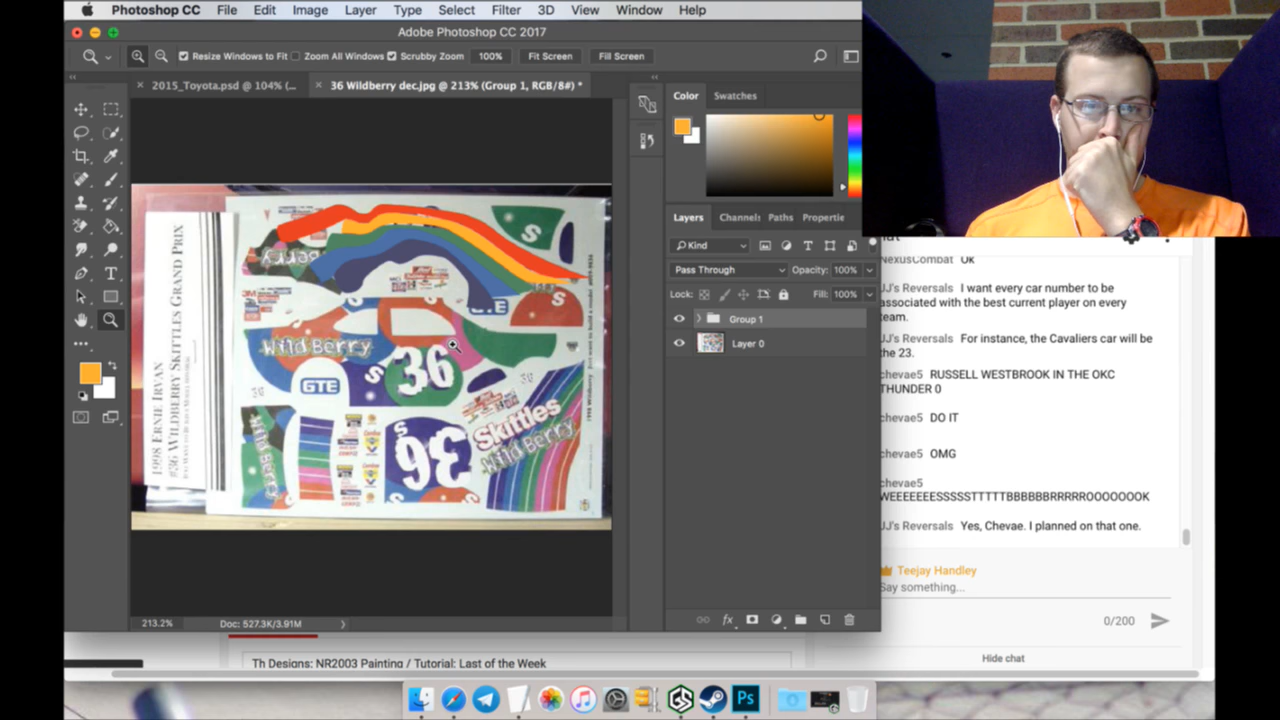 Photoshop CC File Edit Image Layer Type Select Filter 3D View Window Help
Adobe Photoshop CC 2017
Resize Windows to Fit Zoom All Windows Scrubby Zoom 100% Fit Screen Fill Screen
2015_Toyota.psd @ 104% (... 36 Wildberry dec.jpg @ 213% (Group 1, RGB/8#) *
Color Swatches
Layers Channel: Paths Propertie
Kind
Pass Through Opacity: 100%
Lock: Fill: 100%
Group 1
Layer 0
1998 ERNIE IRVAN
#36 WILDBERRY SKITTLES GRAND PRIX
S
S
Wild Berry
GTE
S
36
S
36
Skittles
Wild Berry
Wild Berry
213.2% Doc: 527.3K/3.91M
NexusCombat Ok
JJ's Reversals I want every car number to be
associated with the best current player on every
team.
JJ's Reversals For instance, the Cavaliers car will be
the 23.
chevae5 RUSSELL WESTBROOK IN THE OKC
THUNDER 0
chevae5 DO IT
chevae5 OMG
chevae5
WEEEEEEESSSSSTTTTTBBBBBBRRRRROOOOOOOK
JJ's Reversals Yes, Chevae. I planned on that one.
Teejay Handley
Say something...
0/200
Hide chat
Th Designs: NR2003 Painting / Tutorial: Last of the Week
Ps